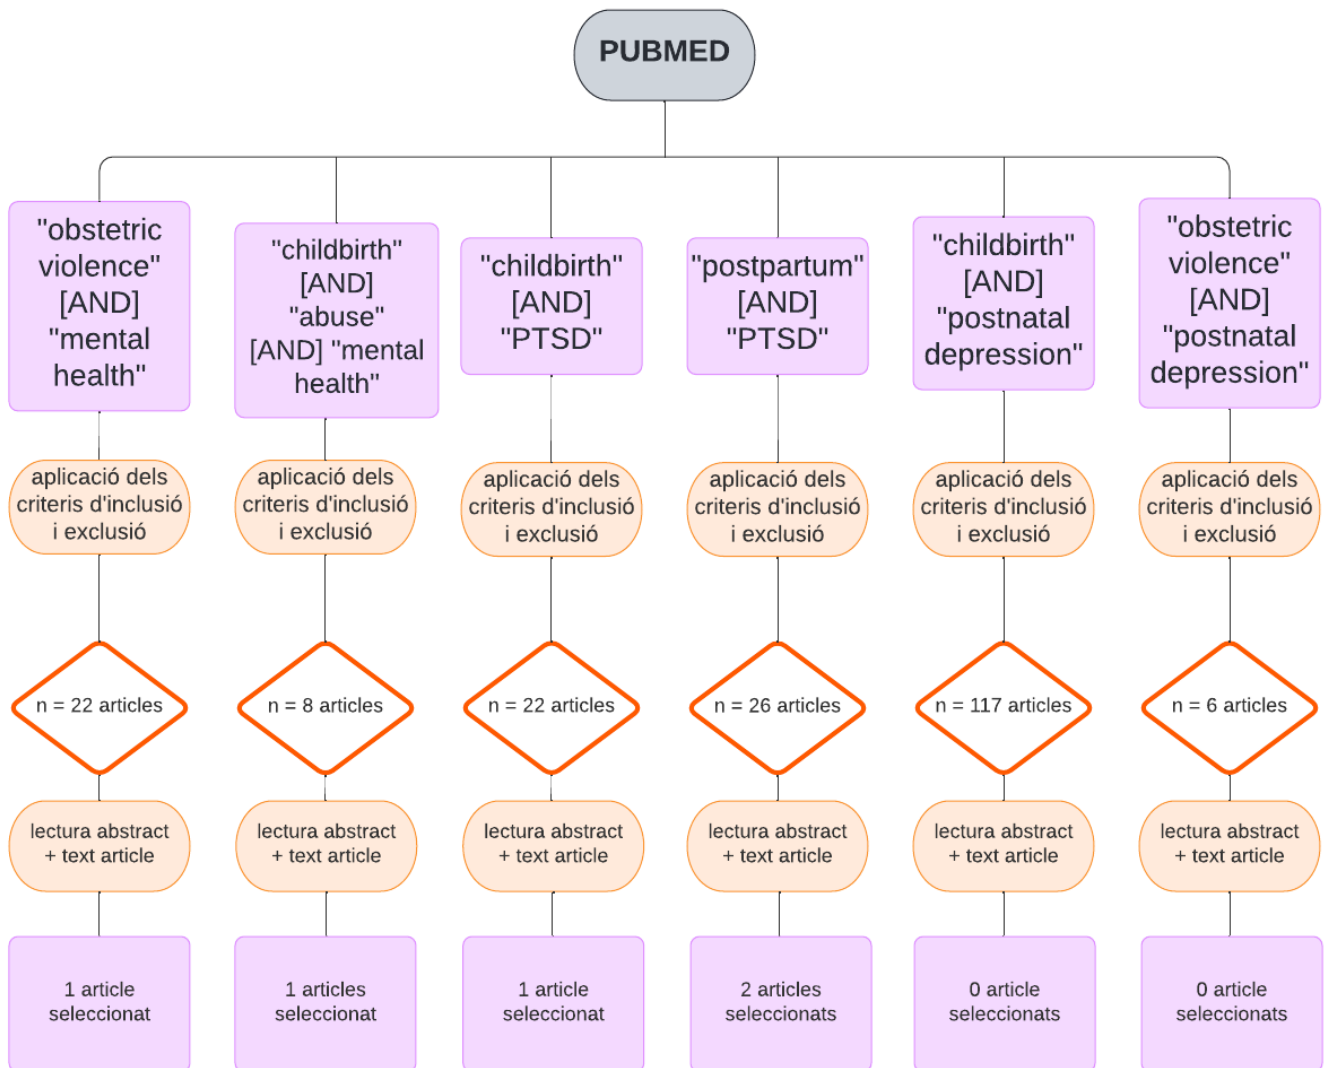 PUBMED
"obstetric
violence"
[AND]
"mental
health"
"childbirth"
[AND]
"abuse"
[AND] "mental
health"
"childbirth"
[AND]
"PTSD"
"postpartum"
[AND]
"PTSD"
"childbirth"
[AND]
"postnatal
depression"
"obstetric
violence"
[AND]
"postnatal
depression"
aplicació dels
criteris d'inclusió
i exclusió
aplicació dels
criteris d'inclusió
i exclusió
aplicació dels
criteris d'inclusió
i exclusió
aplicació dels
criteris d'inclusió
i exclusió
aplicació dels
criteris d'inclusió
i exclusió
aplicació dels
criteris d'inclusió
i exclusió
n = 22 articles
n = 8 articles
n = 22 articles
n = 26 articles
n = 117 articles
n = 6 articles
lectura abstract
+ text article
lectura abstract
+ text article
lectura abstract
+ text article
lectura abstract
+ text article
lectura abstract
+ text article
lectura abstract
+ text article
1 article
seleccionat
1 articles
seleccionat
1 article
seleccionat
2 articles
seleccionats
0 article
seleccionats
0 article
seleccionats